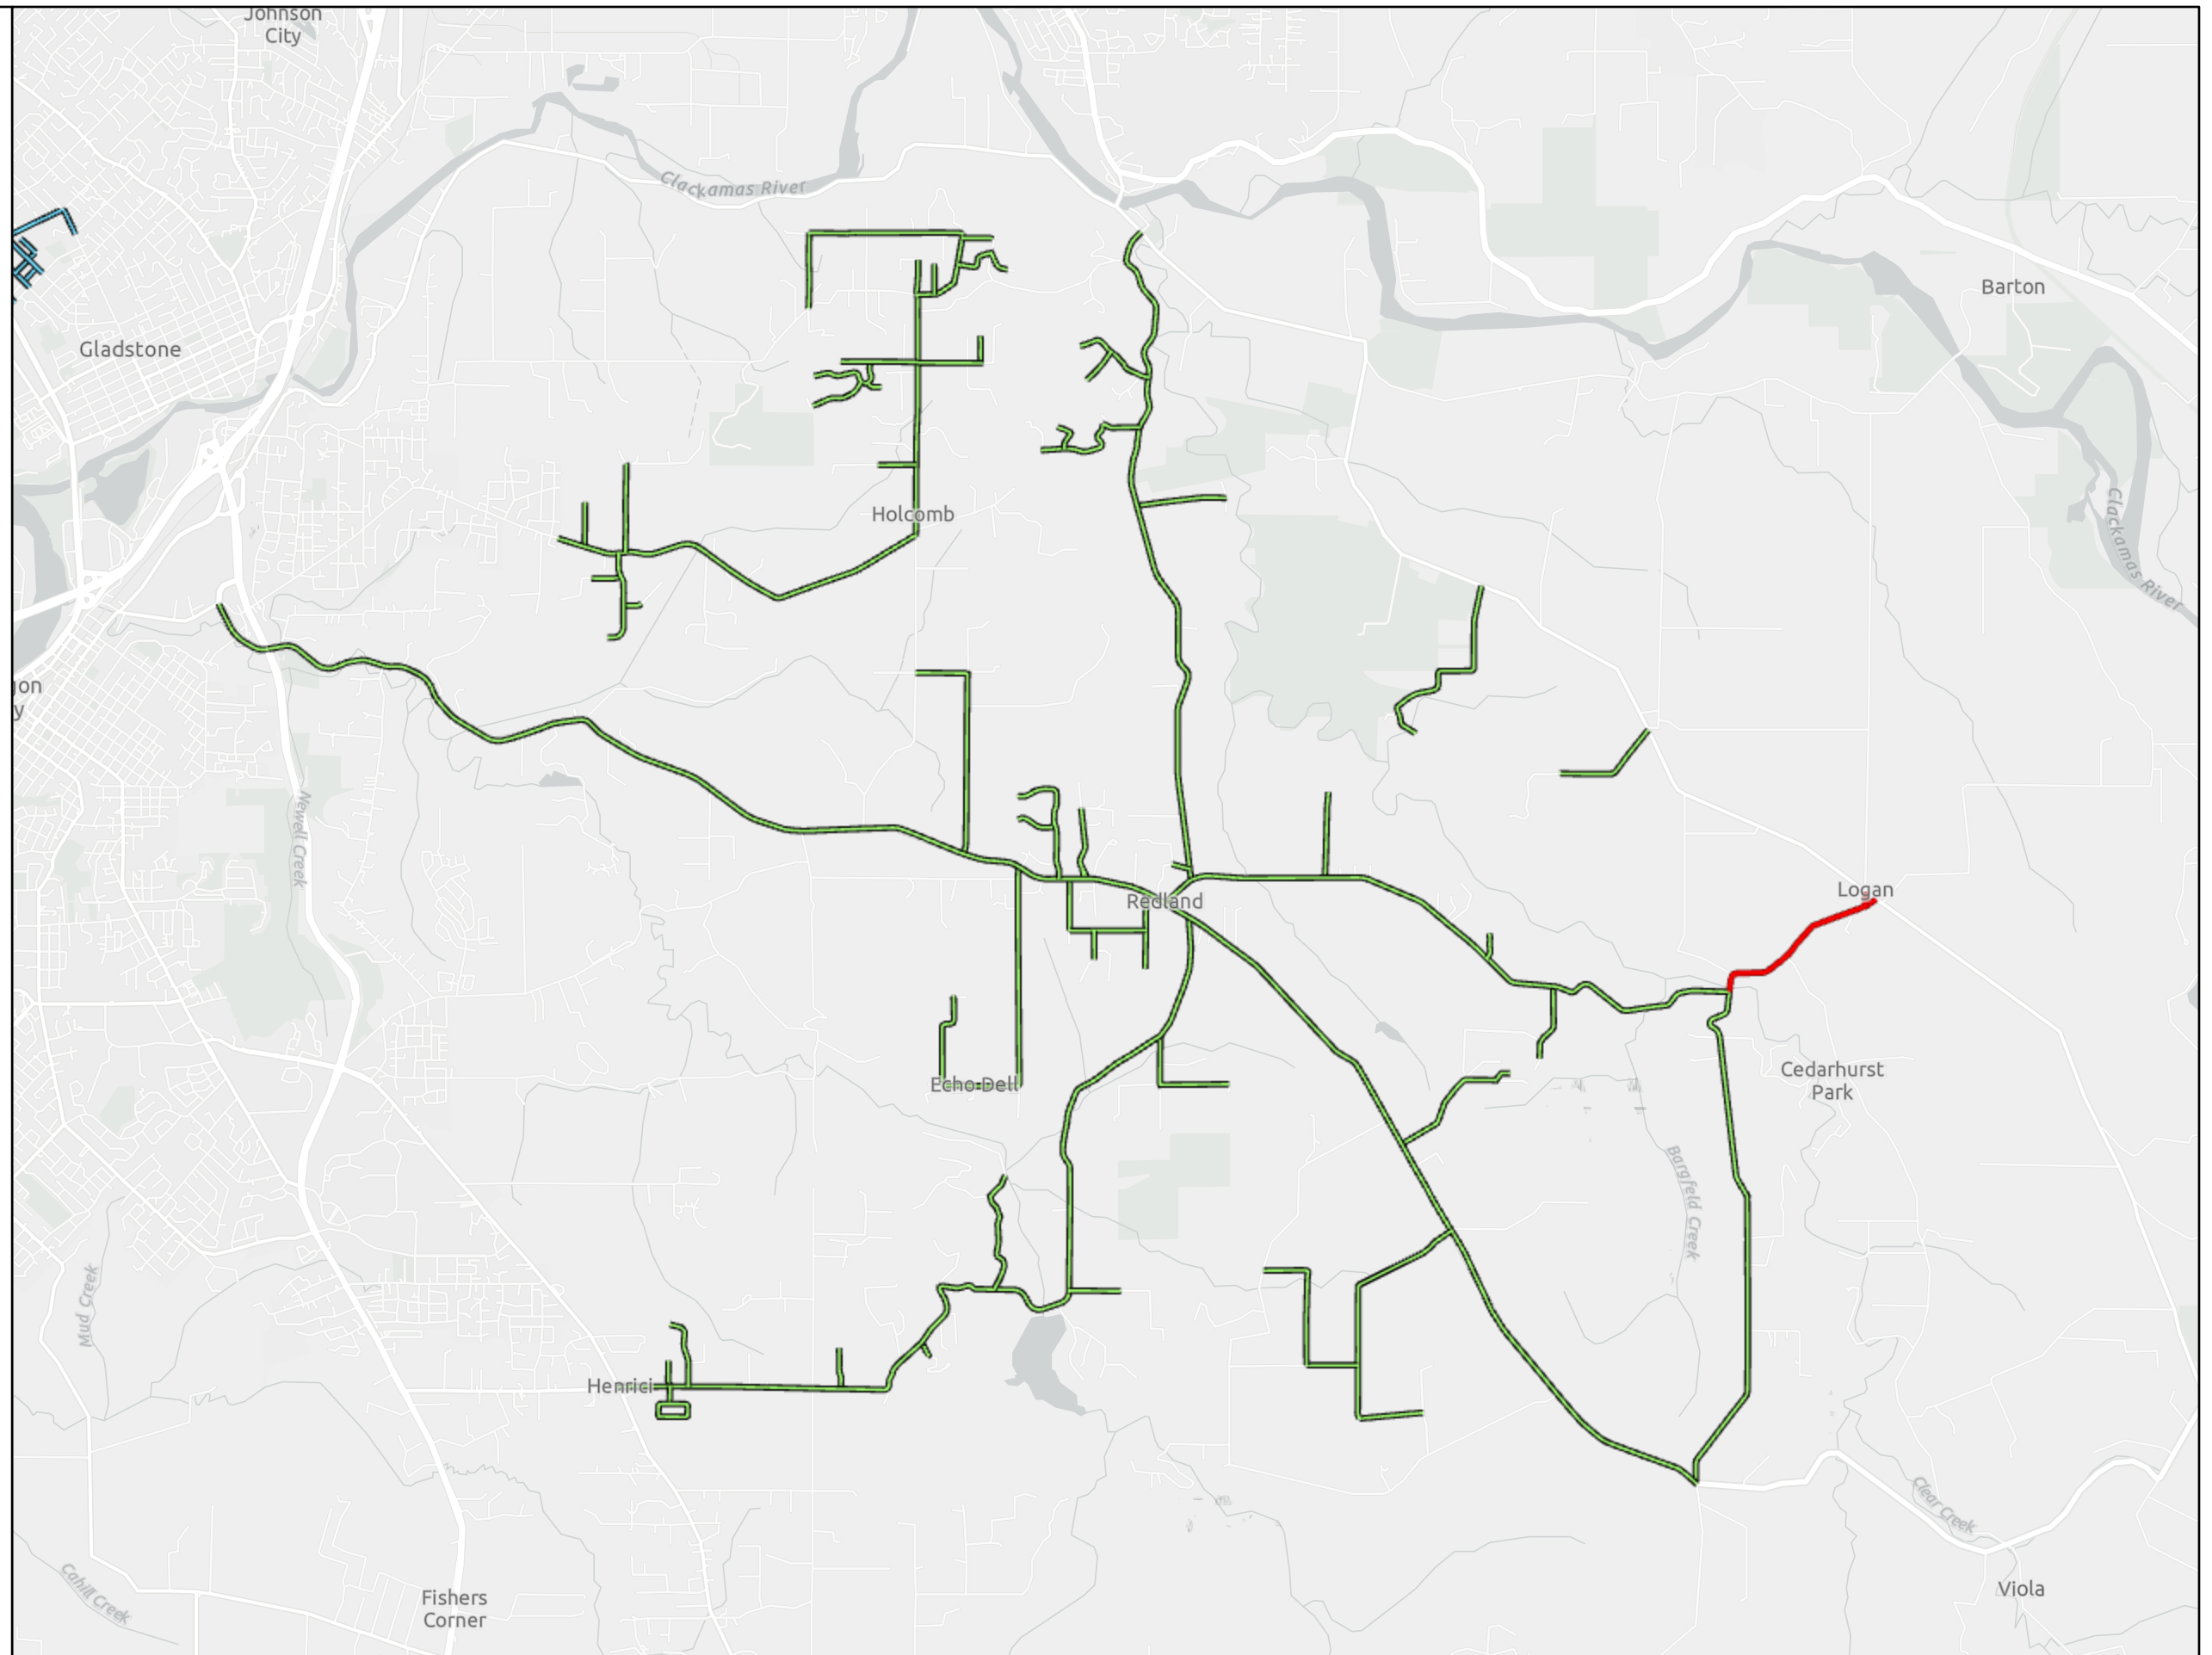 Johnson
City
Clackamas River
Barton
Gladstone
Clackamas River
Holcomb
Newell Creek
Logan
Redland
Cedarhurst
Park
Echo Dell
Bargfeld Creek
Mud Creek
Henrici
Clear Creek
Cahill Creek
Fishers
Corner
Viola